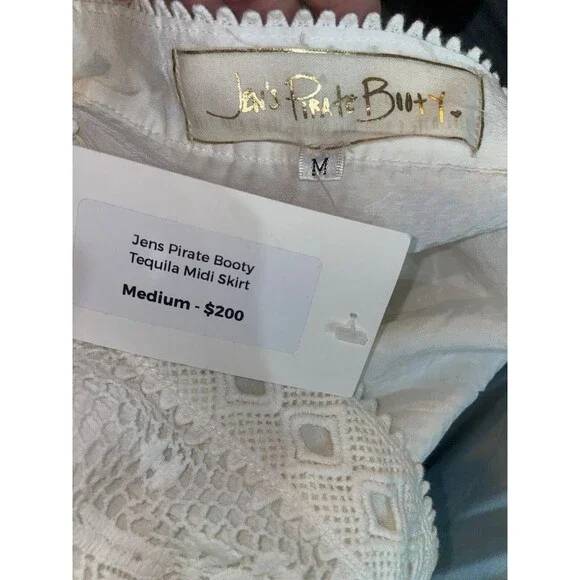 Jen's Pirate Booty
M
Jens Pirate Booty
Tequila Midi Skirt
Medium - $200